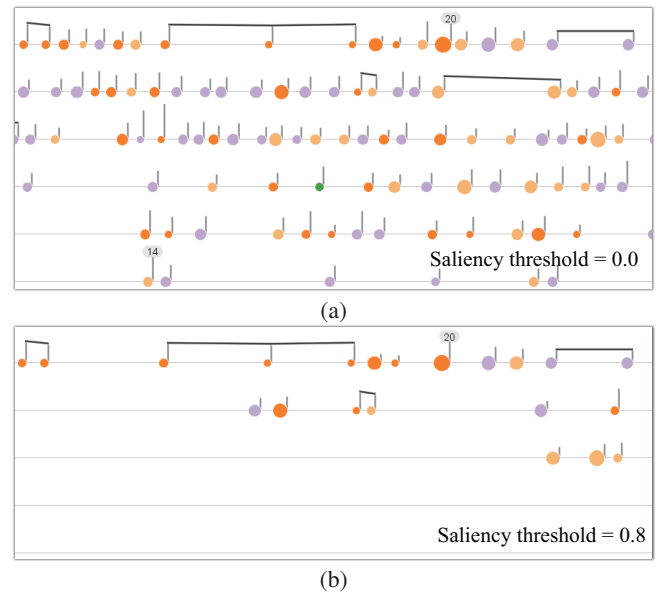 20
14
Saliency threshold = 0.0
(a)
20
Saliency threshold = 0.8
(b)